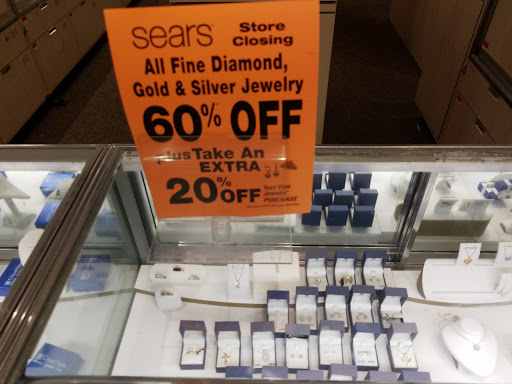 sears Store
Closing
All Fine Diamond,
Gold & Silver Jewelry
60% OFF
plus Take An
EXTRA
20% OFF
Your FINE
Jewelry
PURCHASE